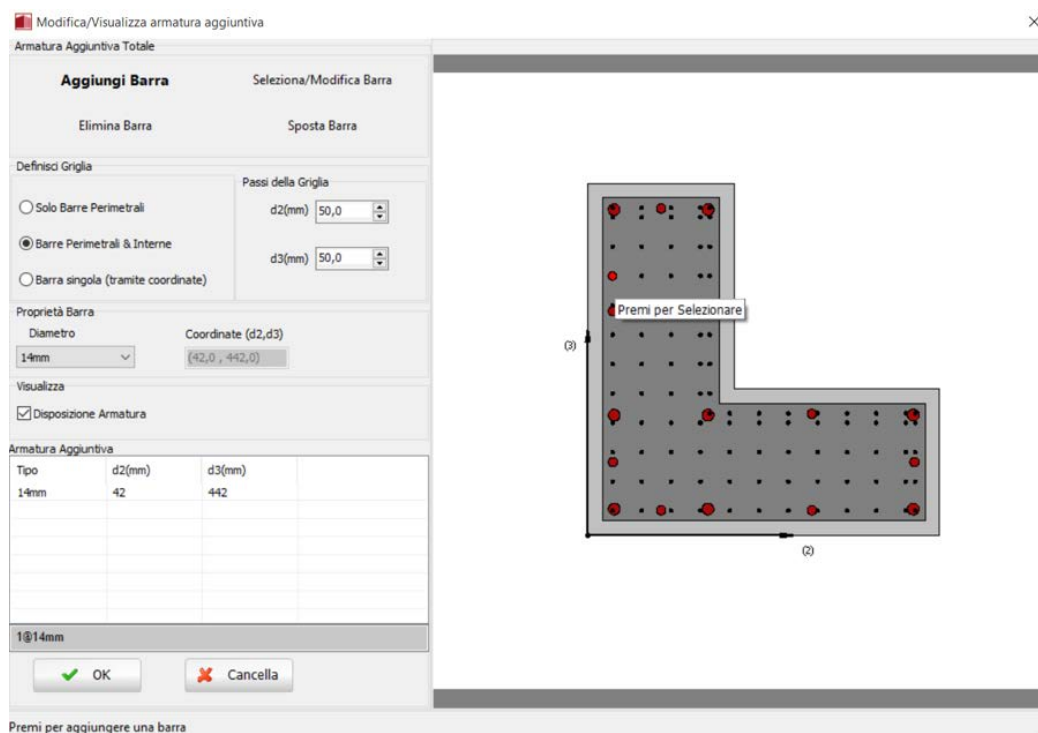 Modifica/Visualizza armatura aggiuntiva
Armatura Aggiuntiva Totale
Aggiungi Barra
Seleziona/Modifica Barra
Elimina Barra
Sposta Barra
Definisci Griglia
Solo Barre Perimetrali
Barre Perimetrali & Interne
Barra singola (tramite coordinate)
Passi della Griglia
d2(mm) 50,0
d3(mm) 50,0
Proprietà Barra
Diametro
Coordinate (d2,d3)
14mm
(42,0 , 442,0)
Visualizza
Disposizione Armatura
Armatura Aggiuntiva
Tipo d2(mm) d3(mm)
14mm 42 442
1@14mm
OK
Cancella
Premi per aggiungere una barra
Premi per Selezionare
(3)
(2)